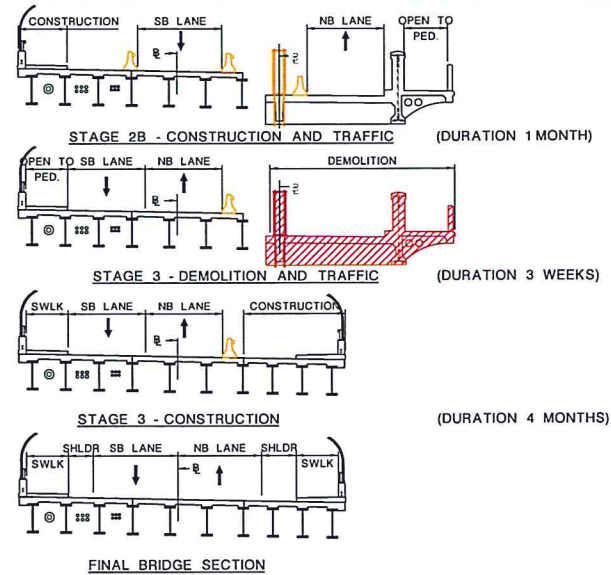 CONSTRUCTION SB LANE NB LANE OPEN TO
PED.
STAGE 2B - CONSTRUCTION AND TRAFFIC (DURATION 1 MONTH)
OPEN TO SB LANE NB LANE DEMOLITION
PED.
STAGE 3 - DEMOLITION AND TRAFFIC (DURATION 3 WEEKS)
SWLK SB LANE NB LANE CONSTRUCTION
STAGE 3 - CONSTRUCTION (DURATION 4 MONTHS)
SHLDR SB LANE NB LANE SHLDR
SWLK SWLK
FINAL BRIDGE SECTION